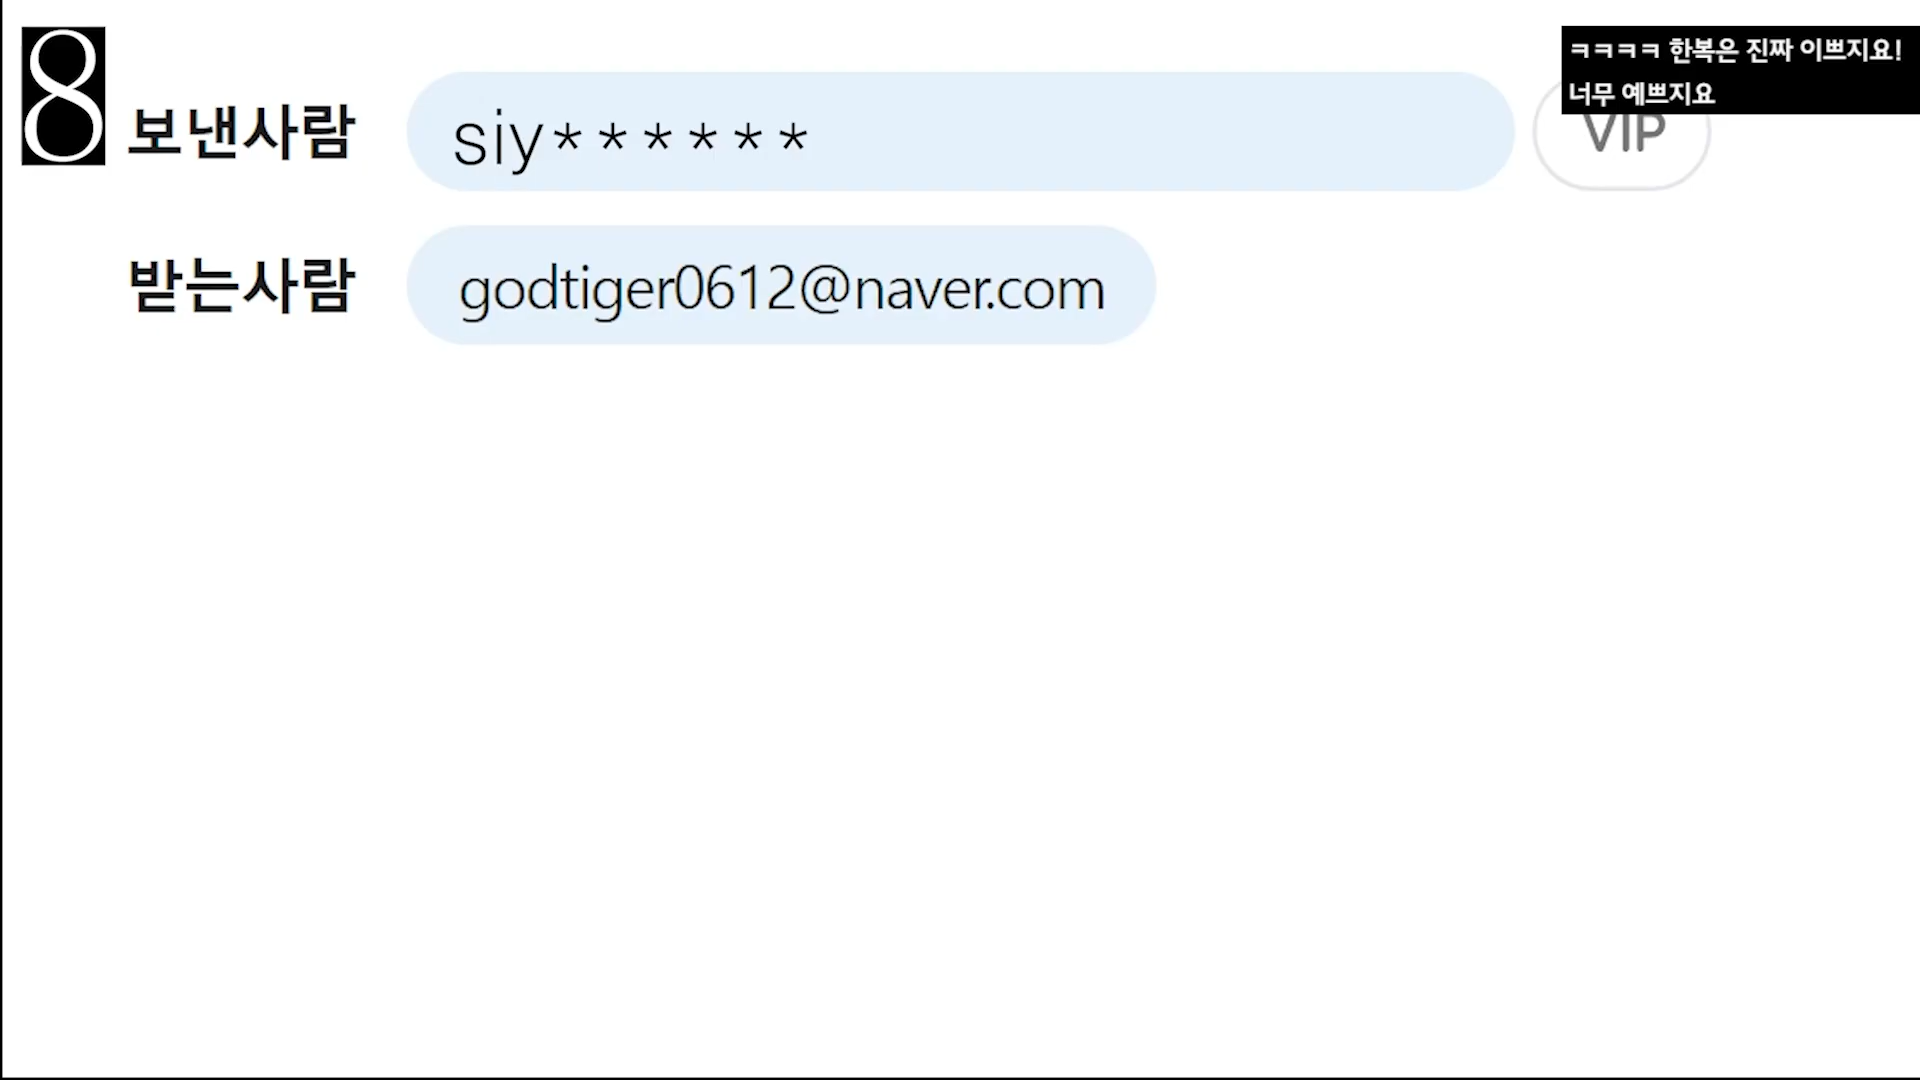 8
보낸사람 siy******
VIP
ㅋㅋㅋㅋ 한복은 진짜 이쁘지요!
너무 예쁘지요
받는사람 godtiger0612@naver.com